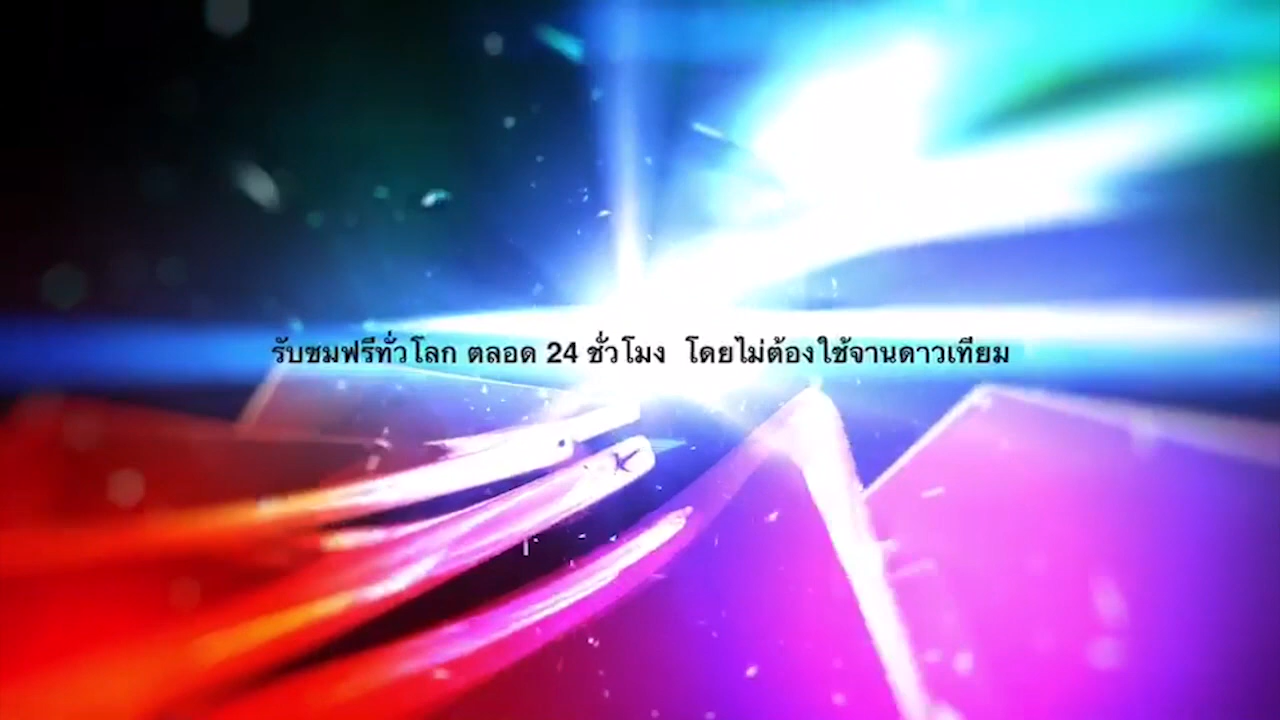 รับชมฟรีทั่วโลก ตลอด 24 ชั่วโมง โดยไม่ต้องใช้จานดาวเทียม